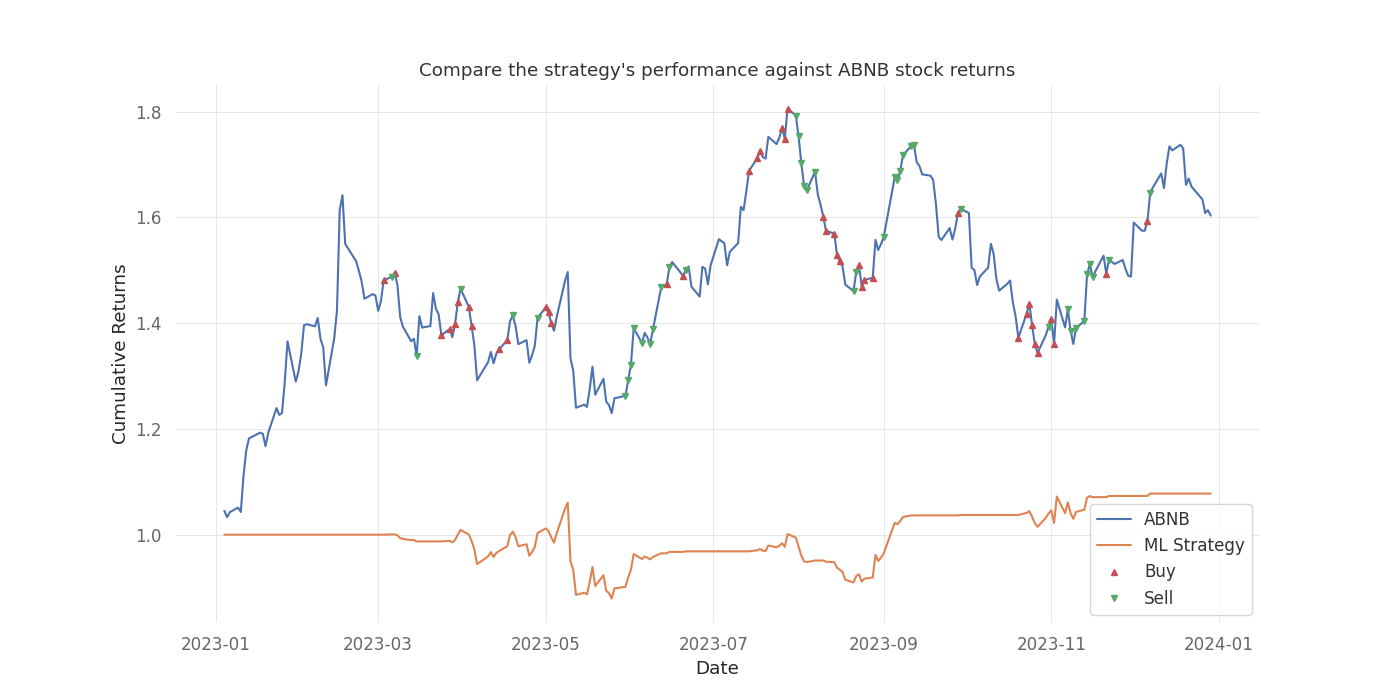 Compare the strategy's performance against ABNB stock returns
Cumulative Returns
1.8
1.6
1.4
1.2
1.0
2023-01
2023-03
2023-05
2023-07
2023-09
2023-11
2024-01
Date
ABNB
ML Strategy
Buy
Sell